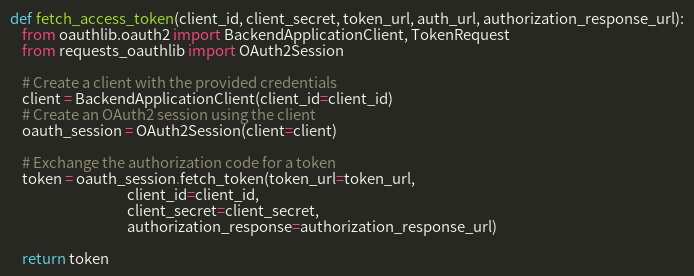 def fetch_access_token(client_id, client_secret, token_url, auth_url, authorization_response_url):
from oauthlib.oauth2 import BackendApplicationClient, TokenRequest
from requests_oauthlib import OAuth2Session
# Create a client with the provided credentials
client = BackendApplicationClient(client_id=client_id)
# Create an OAuth2 session using the client
oauth_session = OAuth2Session(client=client)
# Exchange the authorization code for a token
token = oauth_session.fetch_token(token_url=token_url,
client_id=client_id,
client_secret=client_secret,
authorization_response=authorization_response_url)
return token